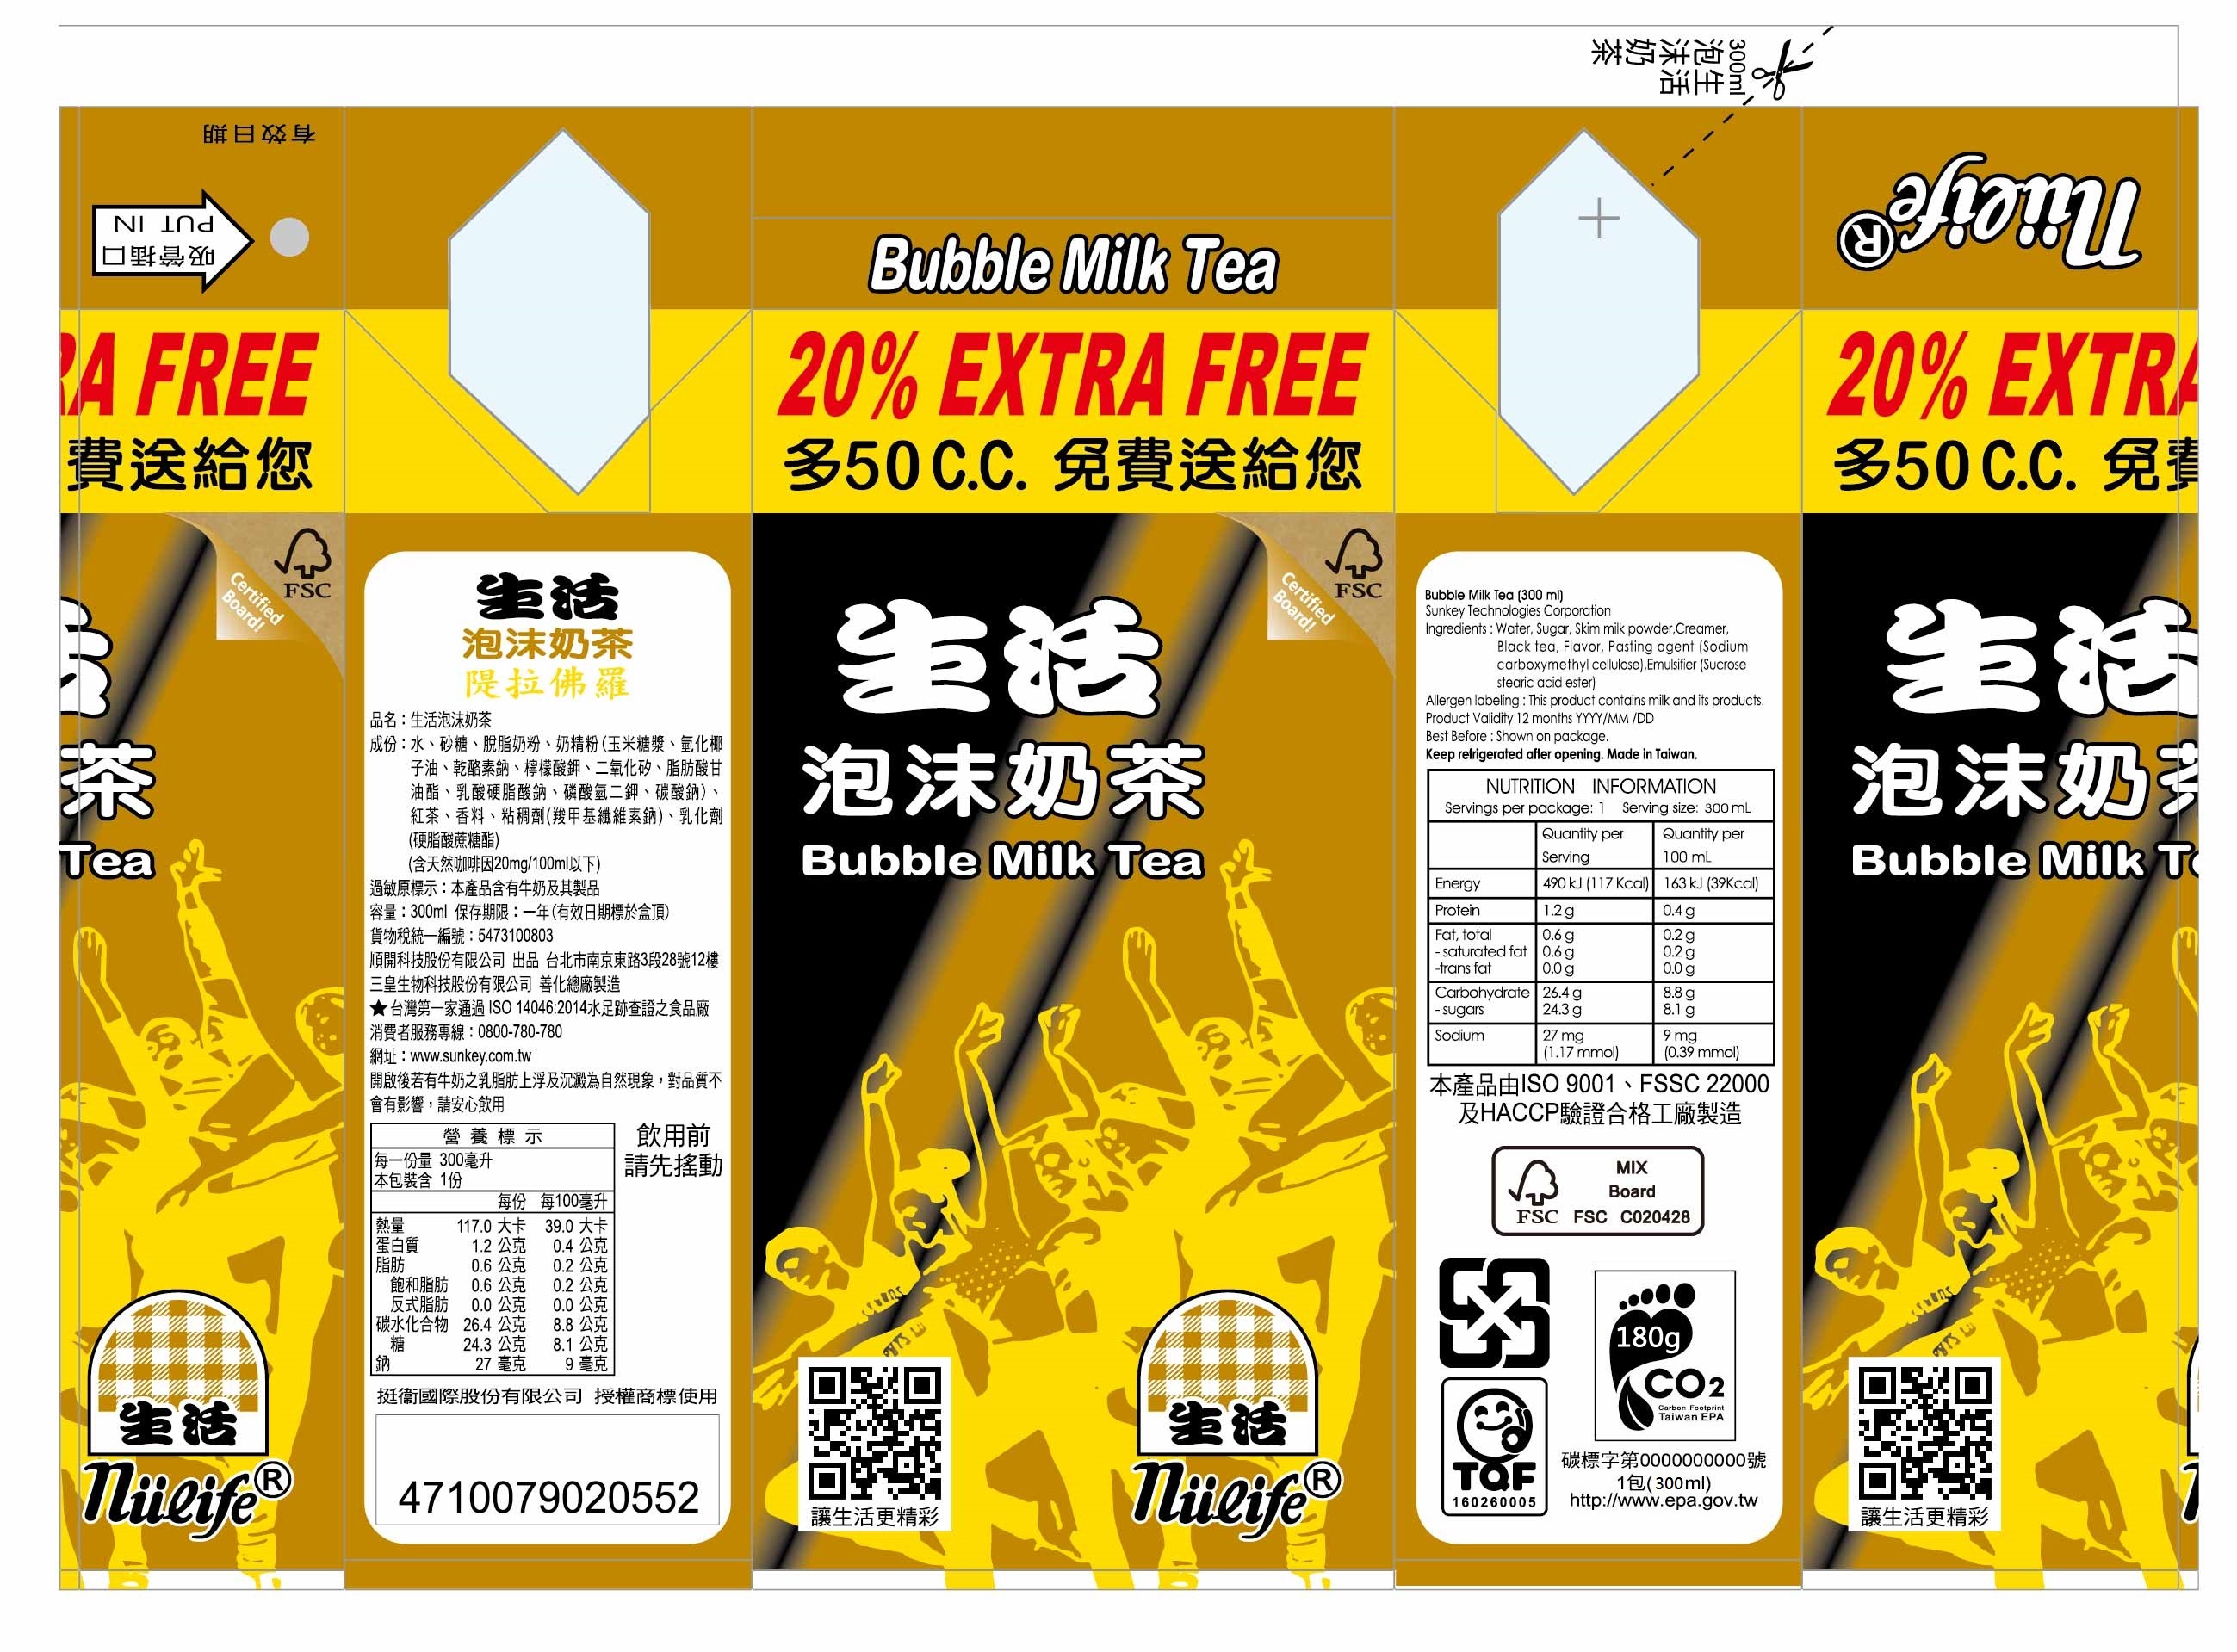 300ml
生活
泡沫
奶茶
有效日期
吸管插口
PUT IN
nülife®
Bubble Milk Tea
RA FREE
費送給您
20% EXTRA FREE
多50 C.C. 免費送給您
20% EXTRA
多50 C.C. 免費
Certified
Board!
FSC
活
茶
Tea
生活
nülife®
生活
泡沫奶茶
隄拉佛羅
品名：生活泡沫奶茶
成份：水、砂糖、脫脂奶粉、奶精粉(玉米糖漿、氫化椰
子油、乾酪素鈉、檸檬酸鉀、二氧化矽、脂肪酸甘
油酯、乳酸硬脂酸鈉、磷酸氫二鉀、碳酸鈉)、
紅茶、香料、粘稠劑(羧甲基纖維素鈉)、乳化劑
(硬脂酸蔗糖酯)
(含天然咖啡因20mg/100ml以下)
過敏原標示：本產品含有牛奶及其製品
容量：300ml 保存期限：一年(有效日期標於盒頂)
貨物稅統一編號：5473100803
順開科技股份有限公司 出品 台北市南京東路3段28號12樓
三皇生物科技股份有限公司 善化總廠製造
★台灣第一家通過 ISO 14046:2014水足跡查證之食品廠
消費者服務專線：0800-780-780
網址：www.sunkey.com.tw
開啟後若有牛奶之乳脂肪上浮及沉澱為自然現象，對品質不
會有影響，請安心飲用
營養標示
每一份量 300毫升
本包裝含 1份
每份 每100毫升
熱量 117.0 大卡 39.0 大卡
蛋白質 1.2 公克 0.4 公克
脂肪 0.6 公克 0.2 公克
飽和脂肪 0.6 公克 0.2 公克
反式脂肪 0.0 公克 0.0 公克
碳水化合物 26.4 公克 8.8 公克
糖 24.3 公克 8.1 公克
鈉 27 毫克 9 毫克
飲用前
請先搖動
挺衛國際股份有限公司 授權商標使用
4710079020552
Certified
Board!
FSC
生活
泡沫奶茶
Bubble Milk Tea
讓生活更精彩
生活
nülife®
Bubble Milk Tea (300 ml)
Sunkey Technologies Corporation
Ingredients : Water, Sugar, Skim milk powder,Creamer,
Black tea, Flavor, Pasting agent (Sodium
carboxymethyl cellulose),Emulsifier (Sucrose
stearic acid ester)
Allergen labeling : This product contains milk and its products.
Product Validity 12 months YYYY/MM /DD
Best Before : Shown on package.
Keep refrigerated after opening. Made in Taiwan.
NUTRITION INFORMATION
Servings per package: 1 Serving size: 300 mL
Quantity per Serving Quantity per 100 mL
Energy 490 kJ (117 Kcal) 163 kJ (39Kcal)
Protein 1.2 g 0.4 g
Fat, total 0.6 g 0.2 g
- saturated fat 0.6 g 0.2 g
-trans fat 0.0 g 0.0 g
Carbohydrate 26.4 g 8.8 g
- sugars 24.3 g 8.1 g
Sodium 27 mg 9 mg
(1.17 mmol) (0.39 mmol)
本產品由ISO 9001、FSSC 22000
及HACCP驗證合格工廠製造
MIX
Board
FSC FSC C020428
180g
CO2
Carbon Footprint
Taiwan EPA
TQF
160260005
碳標字第0000000000號
1包(300ml)
http://www.epa.gov.tw
生活
泡沫奶茶
Bubble Milk Te
讓生活更精彩